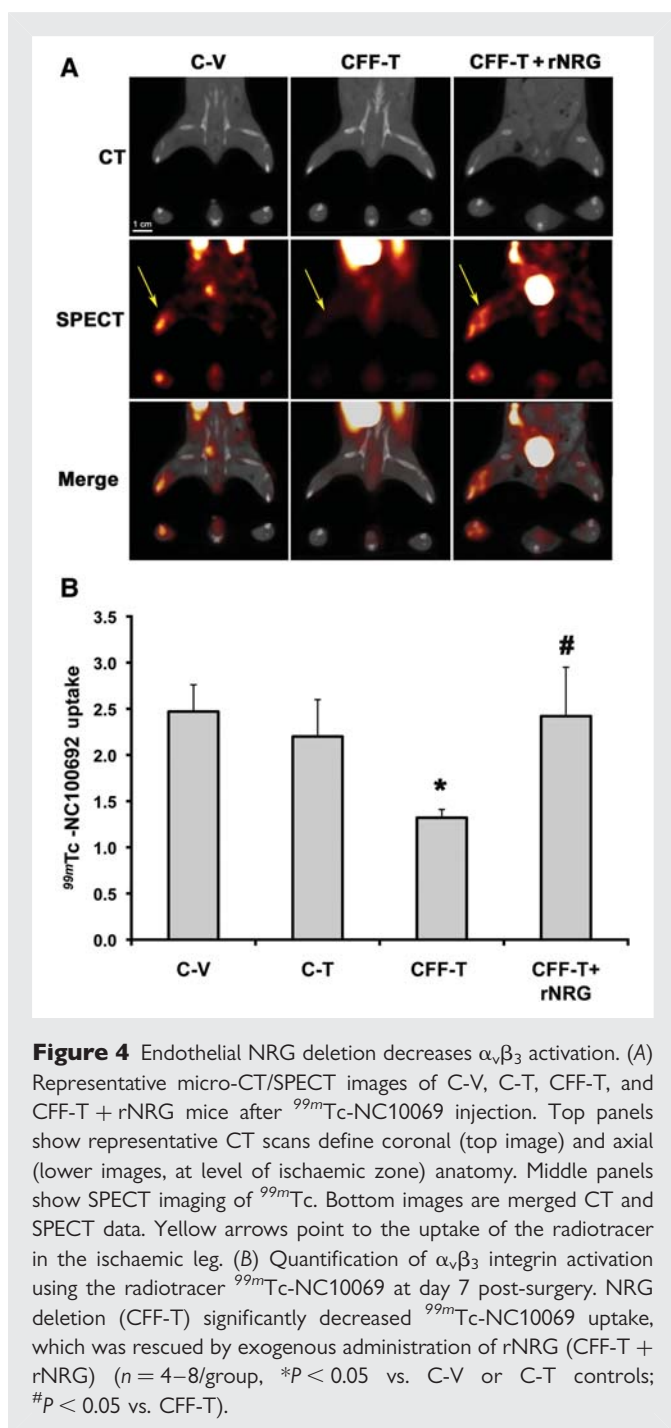 A
C-V CFF-T CFF-T + rNRG
CT
1 cm
SPECT
Merge
B
3.5
3.0
2.5
2.0
1.5
1.0
0.5
0.0
99mTc -NC100692 uptake
*
#
C-V C-T CFF-T CFF-T+
rNRG
Figure 4 Endothelial NRG deletion decreases αvβ3 activation. (A)
Representative micro-CT/SPECT images of C-V, C-T, CFF-T, and
CFF-T + rNRG mice after 99mTc-NC10069 injection. Top panels
show representative CT scans define coronal (top image) and axial
(lower images, at level of ischaemic zone) anatomy. Middle panels
show SPECT imaging of 99mTc. Bottom images are merged CT and
SPECT data. Yellow arrows point to the uptake of the radiotracer
in the ischaemic leg. (B) Quantification of αvβ3 integrin activation
using the radiotracer 99mTc-NC10069 at day 7 post-surgery. NRG
deletion (CFF-T) significantly decreased 99mTc-NC10069 uptake,
which was rescued by exogenous administration of rNRG (CFF-T +
rNRG) (n = 4–8/group, *P < 0.05 vs. C-V or C-T controls;
#P < 0.05 vs. CFF-T).